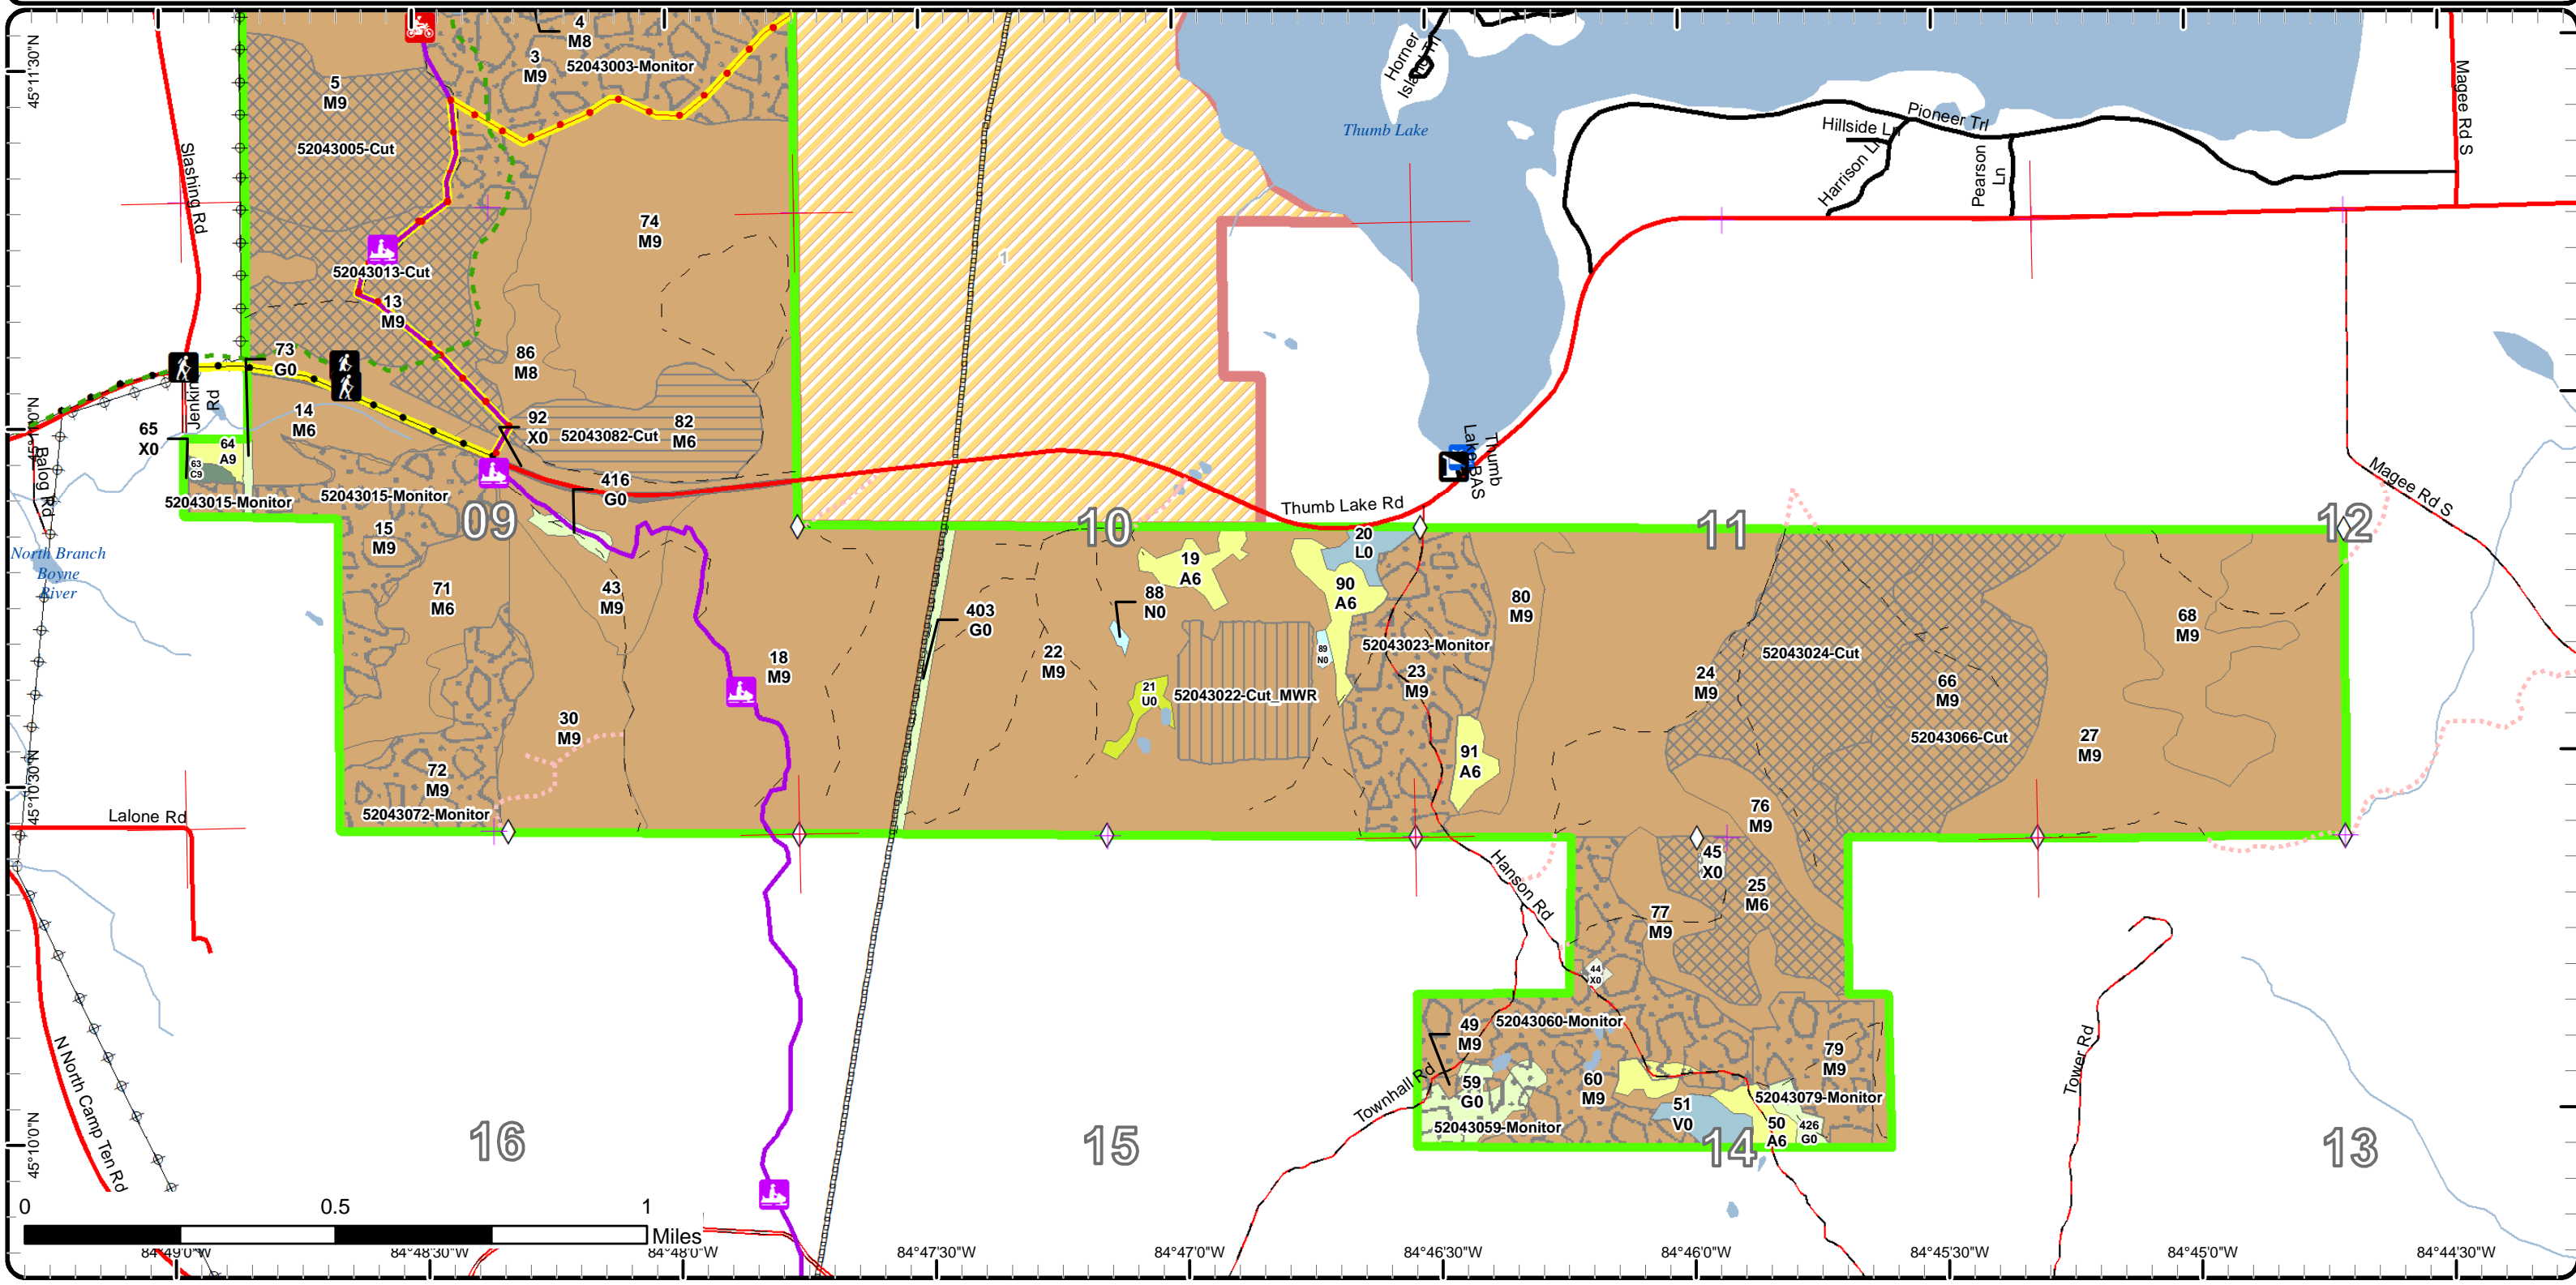 4
M8
3
M9
52043003-Monitor
5
M9
52043005-Cut
Horner
Island Trl
Thumb Lake
Hillside Ln
Pioneer Trl
Harrison Ln
Pearson
Ln
Magee Rd S
45°11'30"N
Slashing Rd
74
M9
1
52043013-Cut
13
M9
73
G0
86
M8
14
M6
92
X0
52043082-Cut
82
M6
Jenkin
Rd
65
X0
64
A9
63
C9
45°11'0"N
Balog Rd
52043015-Monitor
52043015-Monitor
416
G0
Thumb Lake Rd
Thumb
Lake BAS
Magee Rd S
09
10
11
12
15
M9
North Branch
Boyne
River
71
M6
43
M9
19
A6
20
L0
90
A6
88
N0
403
G0
80
M9
68
M9
18
M9
22
M9
89
N0
52043023-Monitor
23
M9
52043024-Cut
24
M9
66
M9
21
U0
52043022-Cut_MWR
30
M9
91
A6
52043066-Cut
27
M9
72
M9
52043072-Monitor
45°10'30"N
Lalone Rd
76
M9
45
X0
25
M6
Hanson Rd
77
M9
44
X0
49
M9
52043060-Monitor
79
M9
59
G0
60
M9
Townhall Rd
52043079-Monitor
51
V0
52043059-Monitor
50
A6
426
G0
Tower Rd
N North Camp Ten Rd
45°10'0"N
16
15
14
13
0
0.5
1
Miles
84°49'0"W
84°48'30"W
84°48'0"W
84°47'30"W
84°47'0"W
84°46'30"W
84°46'0"W
84°45'30"W
84°45'0"W
84°44'30"W